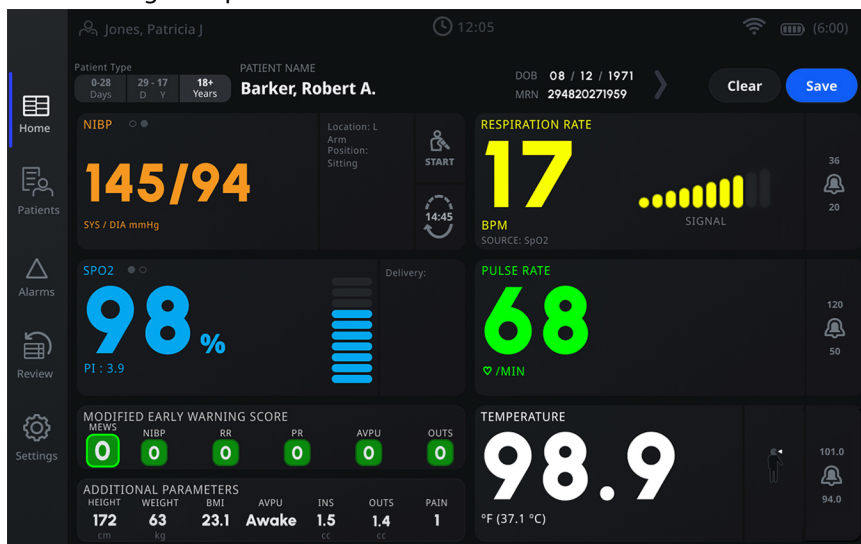 Jones, Patricia J
12:05
(6:00)
Patient Type
0-28 Days
29 - 17 D Y
18+ Years
PATIENT NAME
Barker, Robert A.
DOB 08 / 12 / 1971
MRN 294820271959
Clear
Save
Home
Patients
Alarms
Review
Settings
NIBP
145/94
SYS / DIA mmHg
Location: L
Arm
Position:
Sitting
START
14:45
RESPIRATION RATE
17
BPM
SOURCE: SpO2
SIGNAL
36
20
SPO2
98 %
PI : 3.9
Delivery:
PULSE RATE
68
/MIN
120
50
MODIFIED EARLY WARNING SCORE
MEWS NIBP RR PR AVPU OUTS
0 0 0 0 0 0
ADDITIONAL PARAMETERS
HEIGHT WEIGHT BMI AVPU INS OUTS PAIN
172 63 23.1 Awake 1.5 1.4 1
cm kg cc cc
TEMPERATURE
98.9
°F (37.1 °C)
101.0
94.0